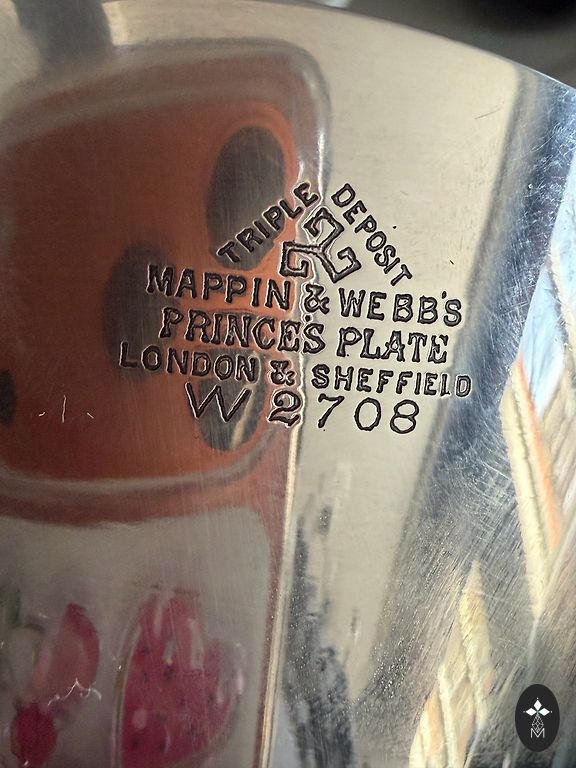 TRIPLE DEPOSIT
MAPPIN & WEBB'S
PRINCE'S PLATE
LONDON & SHEFFIELD
W 2708